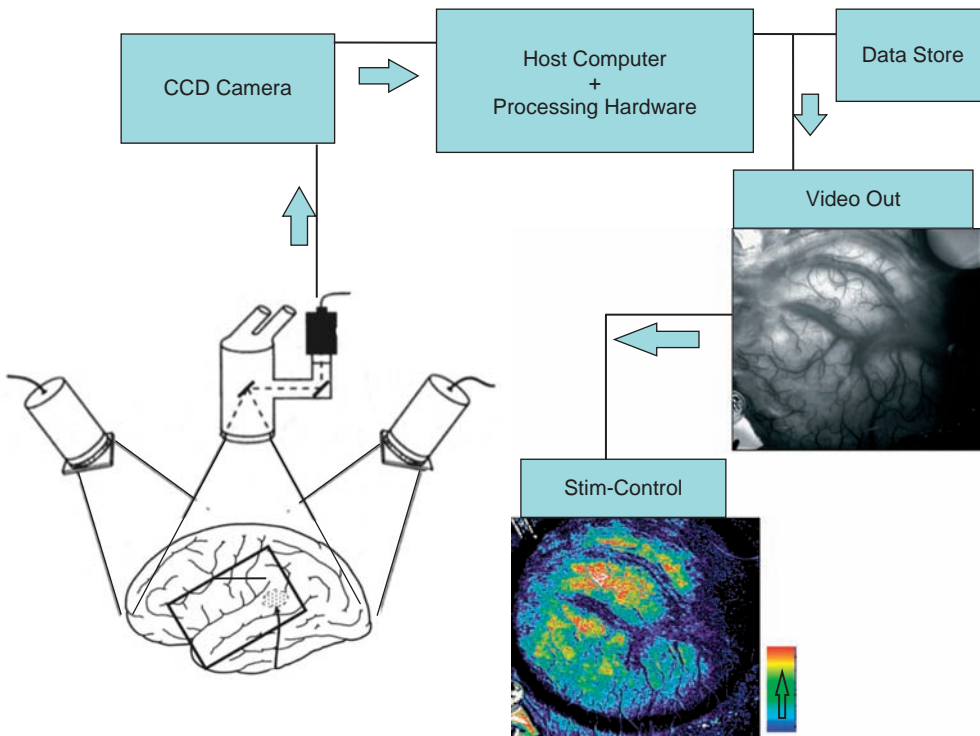 CCD Camera
Host Computer
+
Processing Hardware
Data Store
Video Out
Stim-Control